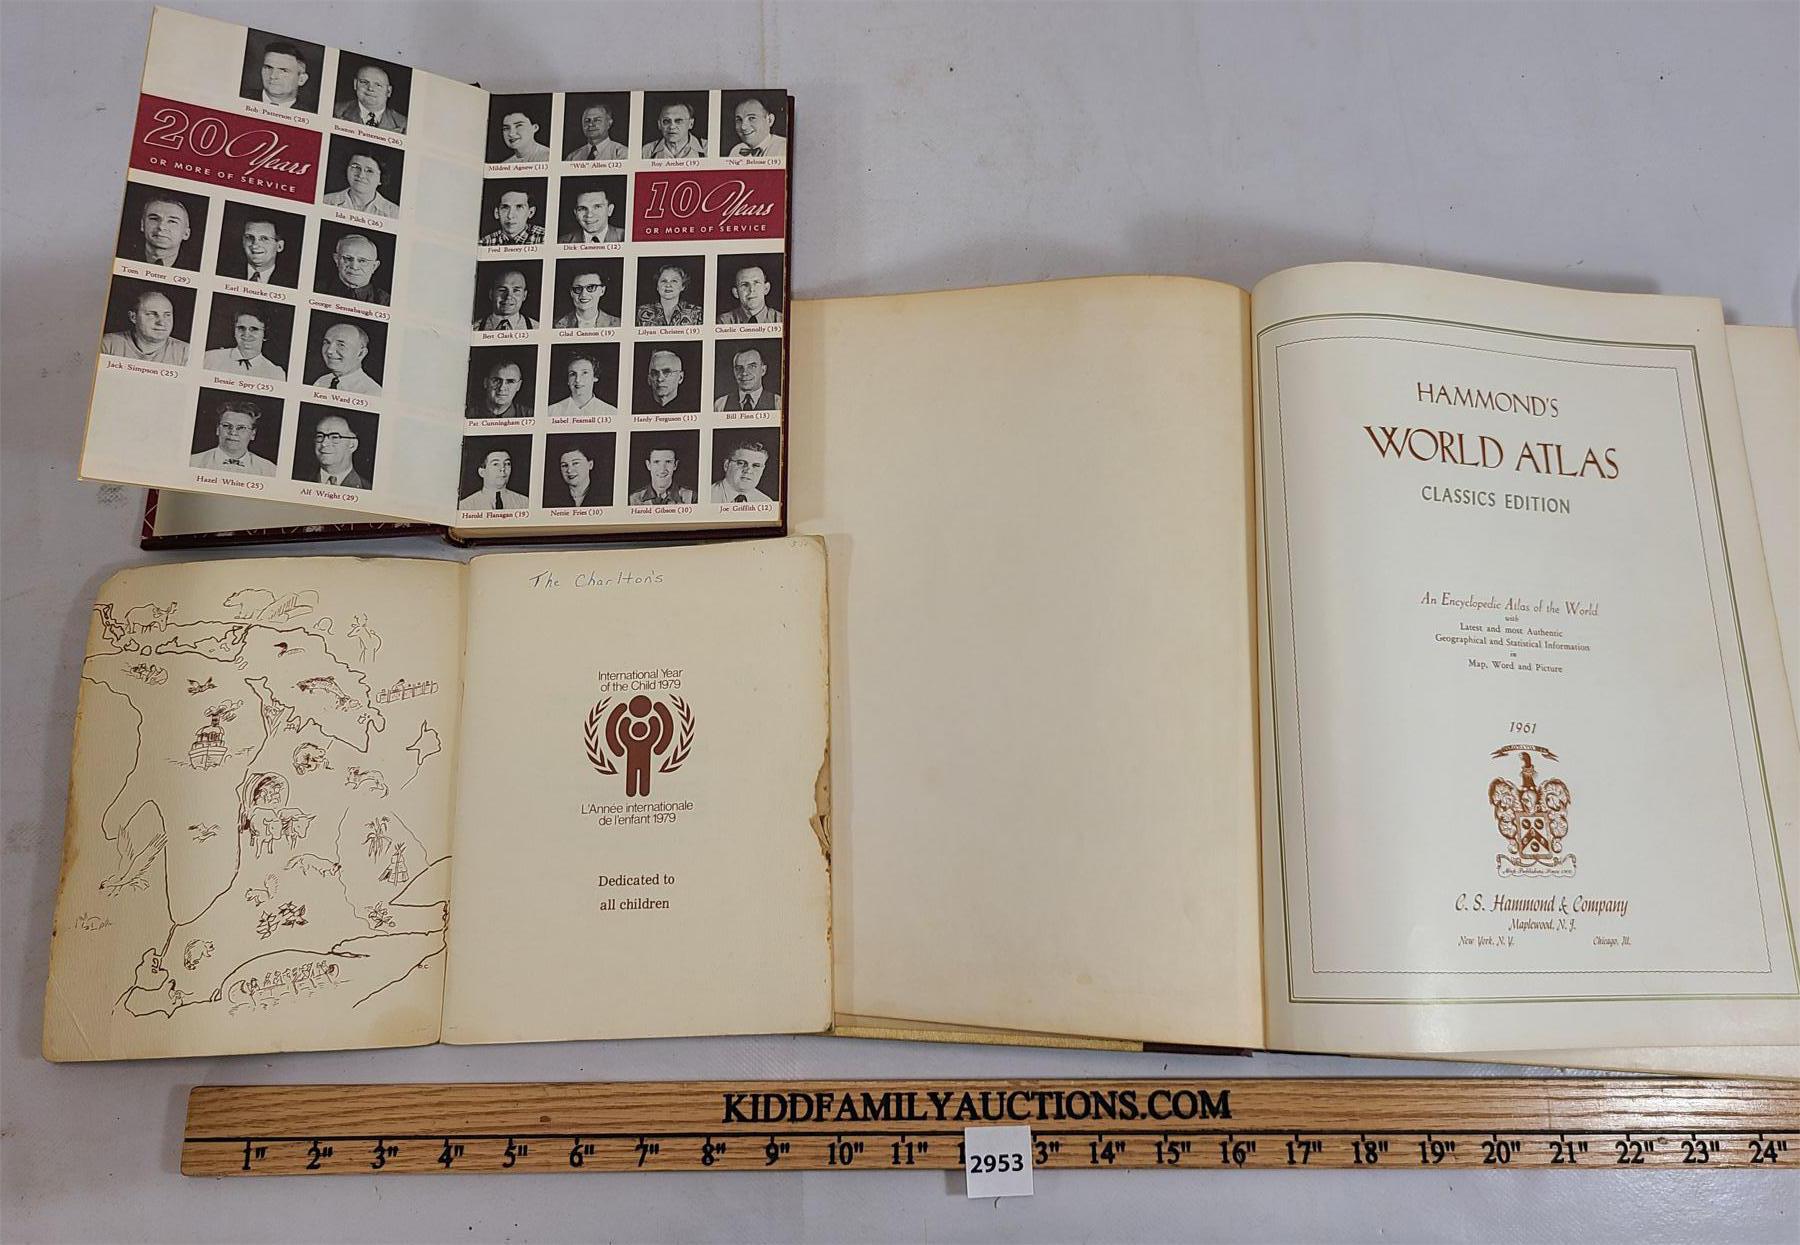 Bob Patterson (28)
Boston Patterson (26)
20 Years
OR MORE OF SERVICE
Ida Pilch (26)
Tom Potter (29)
Earl Rourke (25)
George Sensabaugh (25)
Jack Simpson (25)
Bessie Spry (25)
Ken Ward (25)
Hazel White (25)
Alf Wright (29)
Mildred Agnew (11)
"Wib" Allen (12)
Roy Archer (19)
"Nig" Belrose (19)
Fred Bracey (12)
Dick Cameron (12)
10 Years
OR MORE OF SERVICE
Bert Clark (12)
Glad Cannon (19)
Lilyan Christen (19)
Charlie Connolly (19)
Pat Cunningham (17)
Isabel Fearnall (13)
Hardy Ferguson (11)
Bill Finn (13)
Harold Flanagan (19)
Nettie Fries (10)
Harold Gibson (10)
Joe Griffith (12)
The Charlton's
International Year
of the Child 1979
L'Année internationale
de l'enfant 1979
Dedicated to
all children
D.C.
HAMMOND'S
WORLD ATLAS
CLASSICS EDITION
An Encyclopedic Atlas of the World
with
Latest and most Authentic
Geographical and Statistical Information
in
Map, Word and Picture
1961
Map Publishers Since 1900
C. S. Hammond & Company
Maplewood, N. J.
New York, N. Y. Chicago, Ill.
KIDDFAMILYAUCTIONS.COM
1" 2" 3" 4" 5" 6" 7" 8" 9" 10" 11" 1 3" 14" 15" 16" 17" 18" 19" 20" 21" 22" 23" 24"
2953